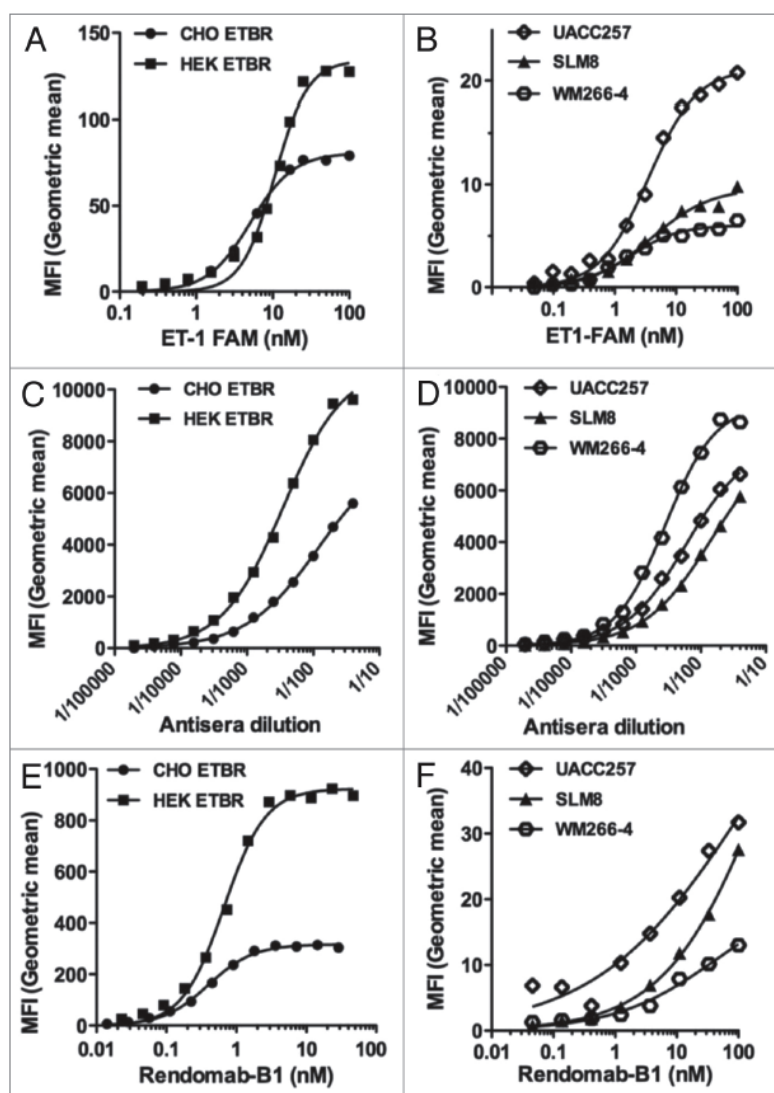 A
CHO ETBR
HEK ETBR
MFI (Geometric mean)
150
100
50
0
0.1
1
10
100
ET-1 FAM (nM)
B
UACC257
SLM8
WM266-4
MFI (Geometric mean)
20
10
0
0.1
1
10
100
ET1-FAM (nM)
C
CHO ETBR
HEK ETBR
MFI (Geometric mean)
10000
8000
6000
4000
2000
0
1/100000
1/10000
1/1000
1/100
1/10
Antisera dilution
D
UACC257
SLM8
WM266-4
MFI (Geometric mean)
10000
8000
6000
4000
2000
0
1/100000
1/10000
1/1000
1/100
1/10
Antisera dilution
E
CHO ETBR
HEK ETBR
MFI (Geometric mean)
1000
800
600
400
200
0
0.01
0.1
1
10
100
Rendomab-B1 (nM)
F
UACC257
SLM8
WM266-4
MFI (Geometric mean)
40
30
20
10
0
0.01
0.1
1
10
100
Rendomab-B1 (nM)